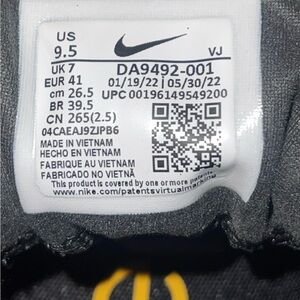 US
9.5
VJ
UK 7
DA9492-001
EUR 41
01/19/22 05/30/22
cm 26.5
UPC 00196149549200
BR 39.5
CN 265(2.5)
04CAEAJ9ZJPB6
MADE IN VIETNAM
HECHO EN VIETNAM
FABRIQUE AU VIETNAM
FABRICADO NO VIETNÃ
This product is covered by one or more patents. See
www.nike.com/patentsvirtualmarking